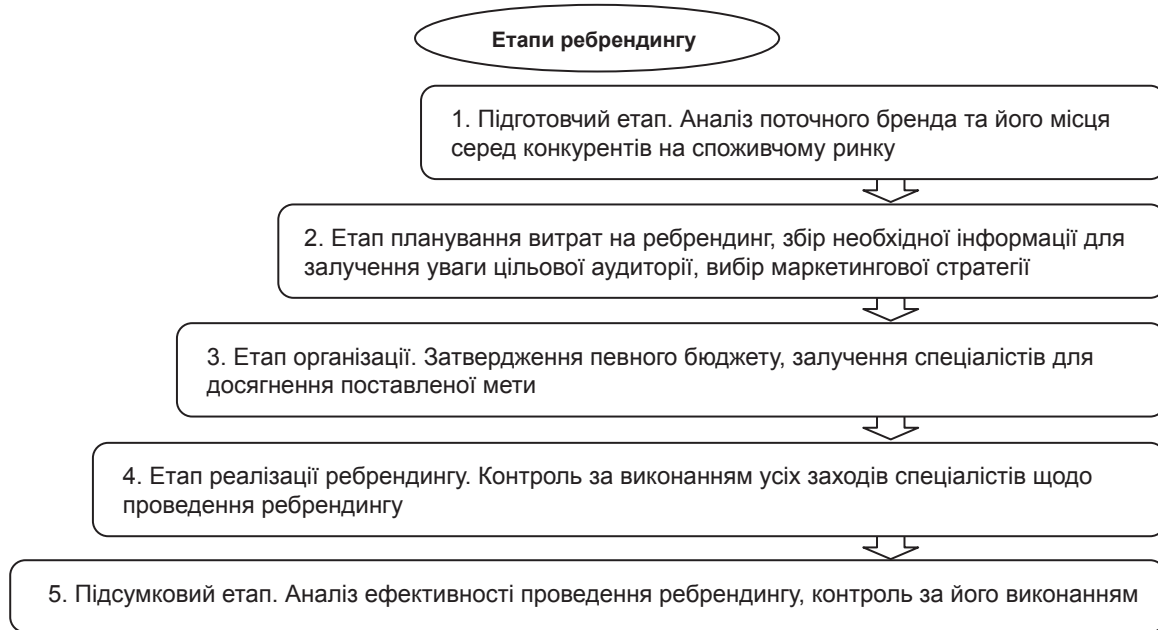 Етапи ребрендингу
1. Підготовчий етап. Аналіз поточного бренда та його місця
серед конкурентів на споживчому ринку
2. Етап планування витрат на ребрендинг, збір необхідної інформації для
залучення уваги цільової аудиторії, вибір маркетингової стратегії
3. Етап організації. Затвердження певного бюджету, залучення спеціалістів для
досягнення поставленої мети
4. Етап реалізації ребрендингу. Контроль за виконанням усіх заходів спеціалістів щодо
проведення ребрендингу
5. Підсумковий етап. Аналіз ефективності проведення ребрендингу, контроль за його виконанням